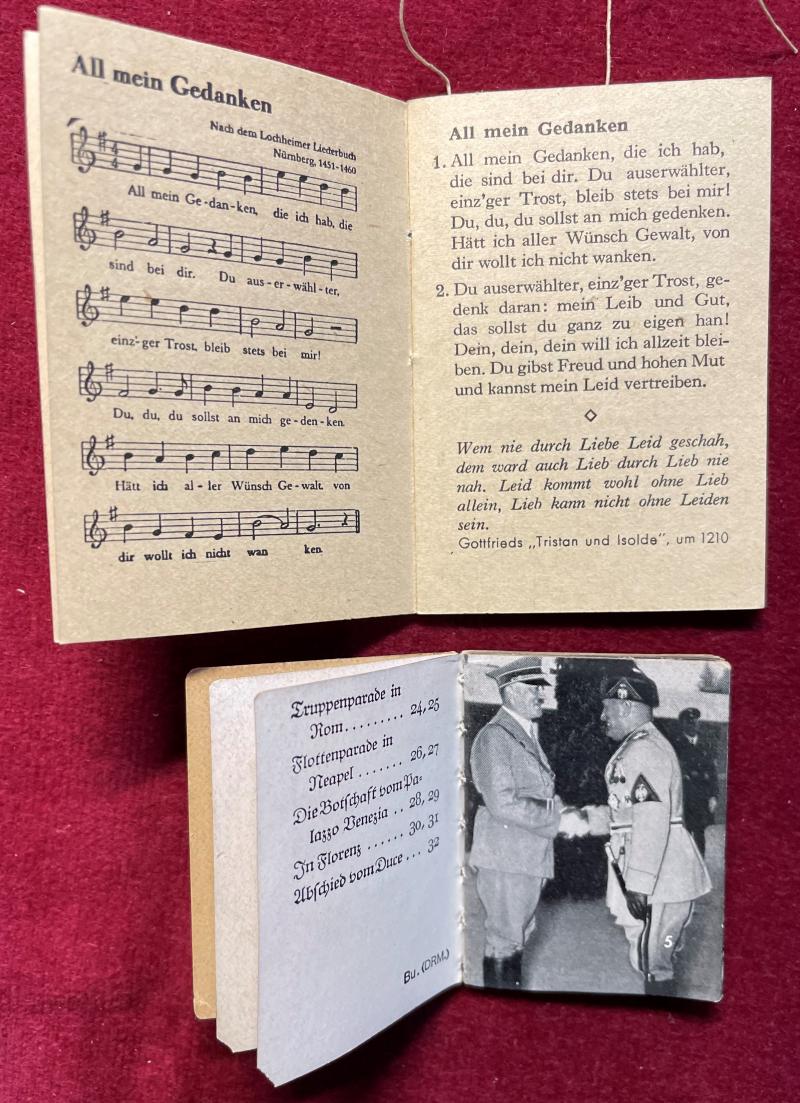 All mein Gedanken
Nach dem Lochheimer Liederbuch
Nürnberg, 1451-1460
All mein Ge-dan-ken, die ich hab, die
sind bei dir. Du aus-er-wähl-ter,
einz'-ger Trost, bleib stets bei mir!
Du, du, du sollst an mich ge-den-ken.
Hätt ich al-ler Wünsch Ge-walt, von
dir wollt ich nicht wan ken.
All mein Gedanken
1. All mein Gedanken, die ich hab,
die sind bei dir. Du auserwählter,
einz'ger Trost, bleib stets bei mir!
Du, du, du sollst an mich gedenken.
Hätt ich aller Wünsch Gewalt, von
dir wollt ich nicht wanken.
2. Du auserwählter, einz'ger Trost, ge-
denk daran: mein Leib und Gut,
das sollst du ganz zu eigen han!
Dein, dein, dein will ich allzeit blei-
ben. Du gibst Freud und hohen Mut
und kannst mein Leid vertreiben.
Wem nie durch Liebe Leid geschah,
dem ward auch Lieb durch Lieb nie
nah. Leid kommt wohl ohne Lieb
allein, Lieb kann nicht ohne Leiden
sein.
Gottfrieds „Tristan und Isolde", um 1210
Truppenparade in
Rom......... 24, 25
Flottenparade in
Neapel ....... 26, 27
Die Botschaft vom Pa-
lazzo Venezia .. 28, 29
In Florenz ...... 30, 31
Abschied vom Duce ... 32
Bu. (DRM.)
5